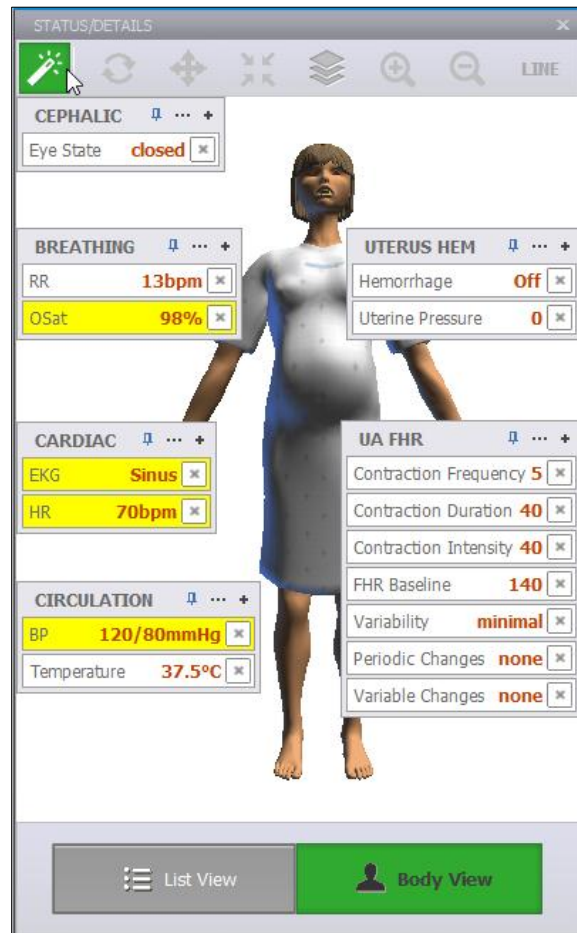 STATUS/DETAILS
LINE
CEPHALIC
Eye State closed
BREATHING
RR 13bpm
OSat 98%
UTERUS HEM
Hemorrhage Off
Uterine Pressure 0
CARDIAC
EKG Sinus
HR 70bpm
UA FHR
Contraction Frequency 5
Contraction Duration 40
Contraction Intensity 40
FHR Baseline 140
Variability minimal
Periodic Changes none
Variable Changes none
CIRCULATION
BP 120/80mmHg
Temperature 37.5°C
List View
Body View